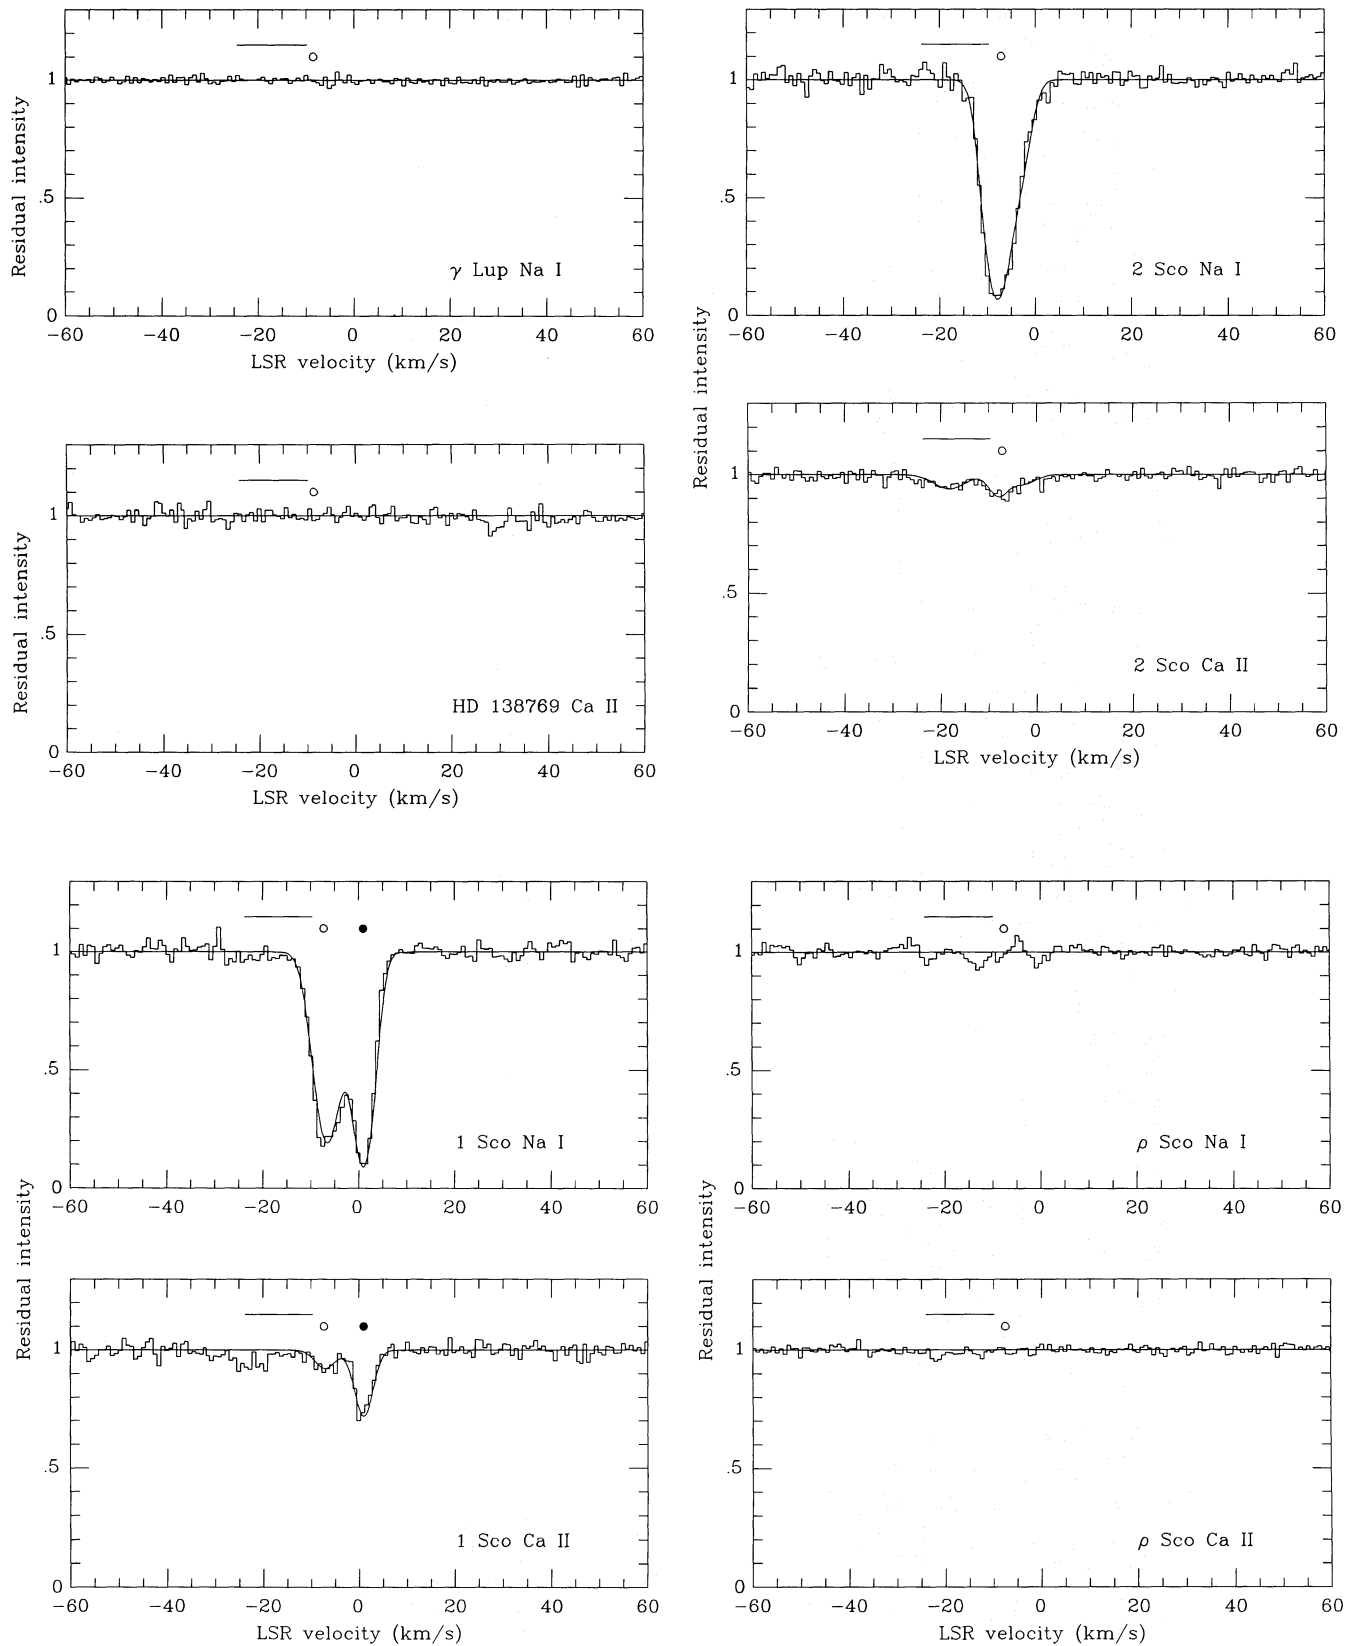 Residual intensity
1
.5
0
γ Lup Na I
−60 −40 −20 0 20 40 60
LSR velocity (km/s)
Residual intensity
1
.5
0
HD 138769 Ca II
−60 −40 −20 0 20 40 60
LSR velocity (km/s)
Residual intensity
1
.5
0
2 Sco Na I
−60 −40 −20 0 20 40 60
1
.5
0
2 Sco Ca II
−60 −40 −20 0 20 40 60
LSR velocity (km/s)
Residual intensity
1
.5
0
1 Sco Na I
−60 −40 −20 0 20 40 60
1
.5
0
1 Sco Ca II
−60 −40 −20 0 20 40 60
LSR velocity (km/s)
Residual intensity
1
.5
0
ρ Sco Na I
−60 −40 −20 0 20 40 60
1
.5
0
ρ Sco Ca II
−60 −40 −20 0 20 40 60
LSR velocity (km/s)